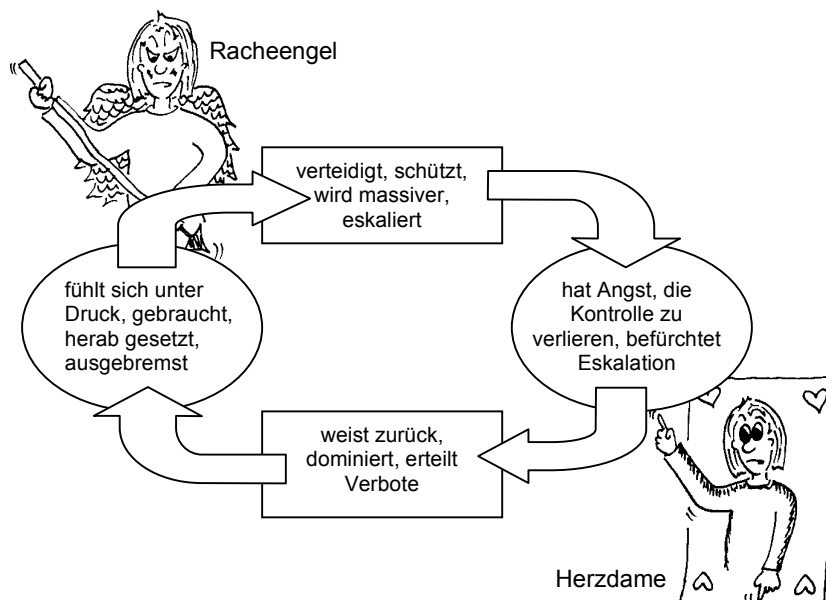 Racheengel
verteidigt, schützt,
wird massiver,
eskaliert
fühlt sich unter
Druck, gebraucht,
herab gesetzt,
ausgebremst
hat Angst, die
Kontrolle zu
verlieren, befürchtet
Eskalation
weist zurück,
dominiert, erteilt
Verbote
Herzdame